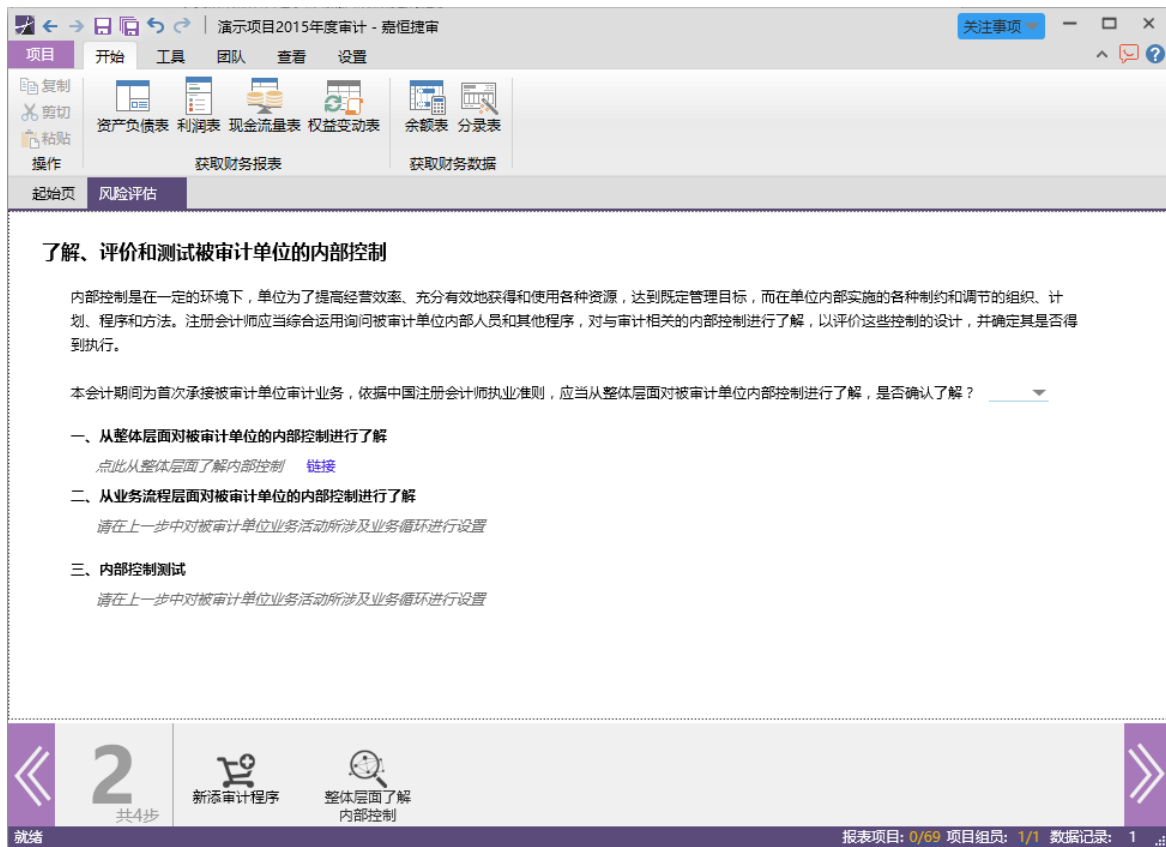 演示项目2015年度审计 - 嘉恒捷审
关注事项
项目 开始 工具 团队 查看 设置
复制
剪切
粘贴
资产负债表 利润表 现金流量表 权益变动表 余额表 分录表
操作 获取财务报表 获取财务数据
起始页 风险评估
了解、评价和测试被审计单位的内部控制
内部控制是在一定的环境下，单位为了提高经营效率、充分有效地获得和使用各种资源，达到既定管理目标，而在单位内部实施的各种制约和调节的组织、计
划、程序和方法。注册会计师应当综合运用询问被审计单位内部人员和其他程序，对与审计相关的内部控制进行了解，以评价这些控制的设计，并确定其是否得
到执行。
本会计期间为首次承接被审计单位审计业务，依据中国注册会计师执业准则，应当从整体层面对被审计单位内部控制进行了解，是否确认了解？
一、从整体层面对被审计单位的内部控制进行了解
点此从整体层面了解内部控制 链接
二、从业务流程层面对被审计单位的内部控制进行了解
请在上一步中对被审计单位业务活动所涉及业务循环进行设置
三、内部控制测试
请在上一步中对被审计单位业务活动所涉及业务循环进行设置
2
共4步
新添审计程序
整体层面了解
内部控制
就绪 报表项目: 0/69 项目组员: 1/1 数据记录: 1